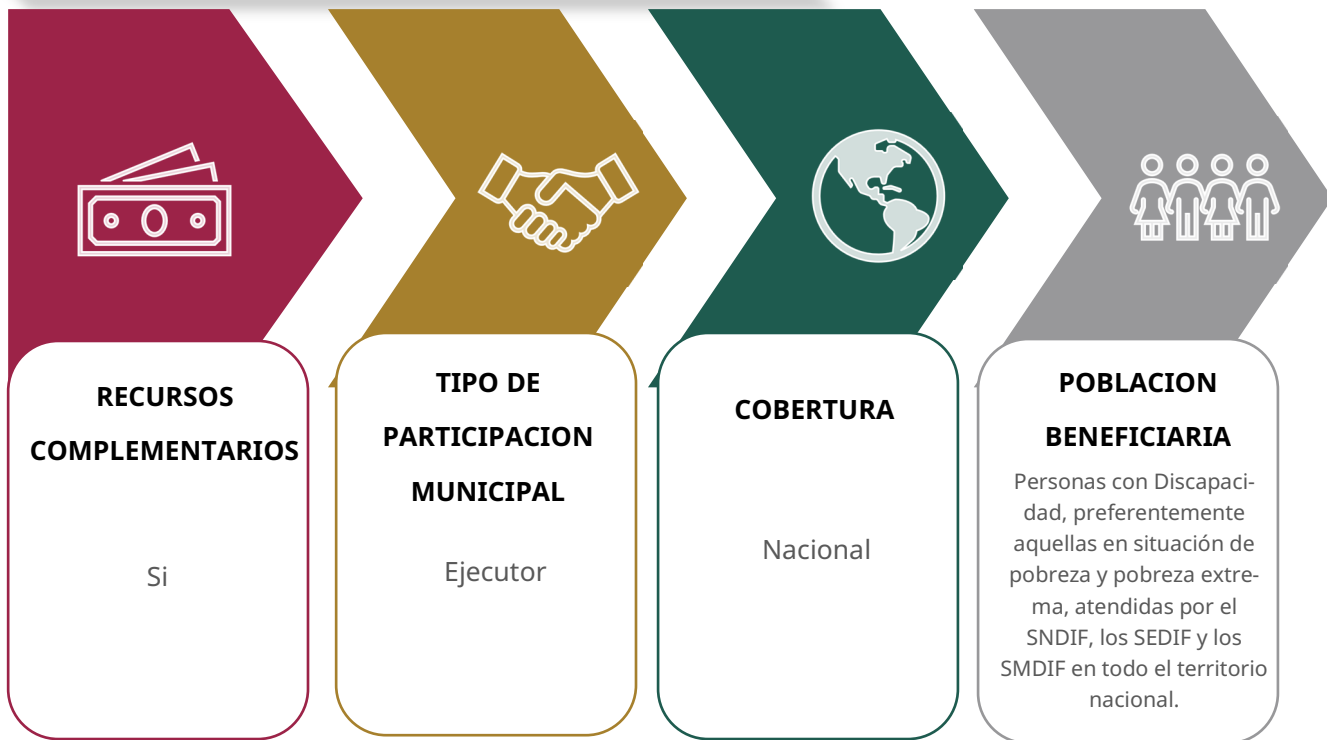 RECURSOS
COMPLEMENTARIOS
Si
TIPO DE
PARTICIPACION
MUNICIPAL
Ejecutor
COBERTURA
Nacional
POBLACION
BENEFICIARIA
Personas con Discapaci-
dad, preferentemente
aquellas en situación de
pobreza y pobreza extre-
ma, atendidas por el
SNDIF, los SEDIF y los
SMDIF en todo el territorio
nacional.